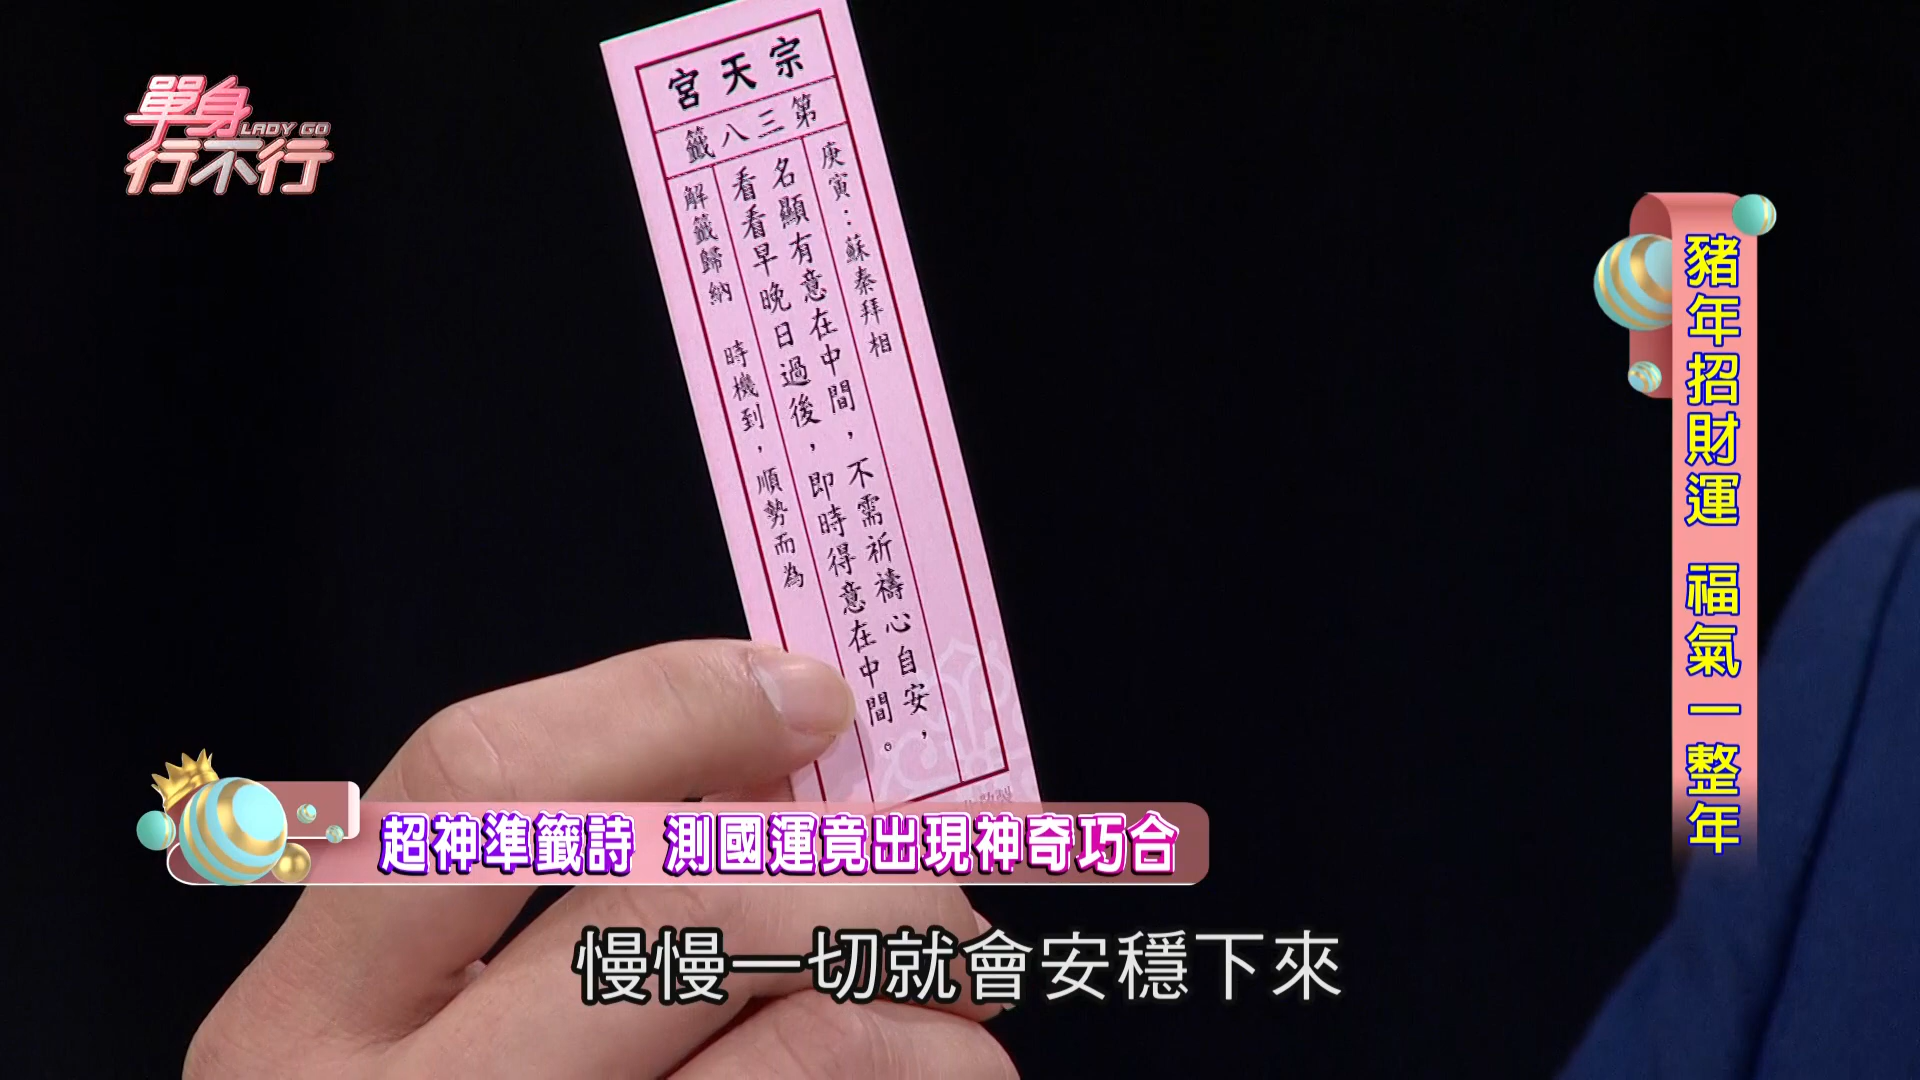 單身
LADY GO
行不行
宗天宮
第三八籤
庚寅：蘇秦拜相
名顯有意在中間，不需祈禱心自安，
看看早晚日過後，即時得意在中間。
解籤歸納　時機到，順勢而為
豬年招財運 福氣一整年
超神準籤詩 測國運竟出現神奇巧合
慢慢一切就會安穩下來